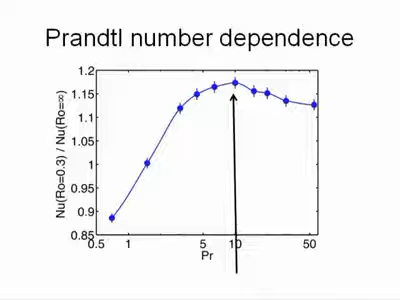 Prandtl number dependence
Nu(Ro=0.3) / Nu(Ro=∞)
1.2
1.15
1.1
1.05
1
0.95
0.9
0.85
0.5 1 5 10 50
Pr